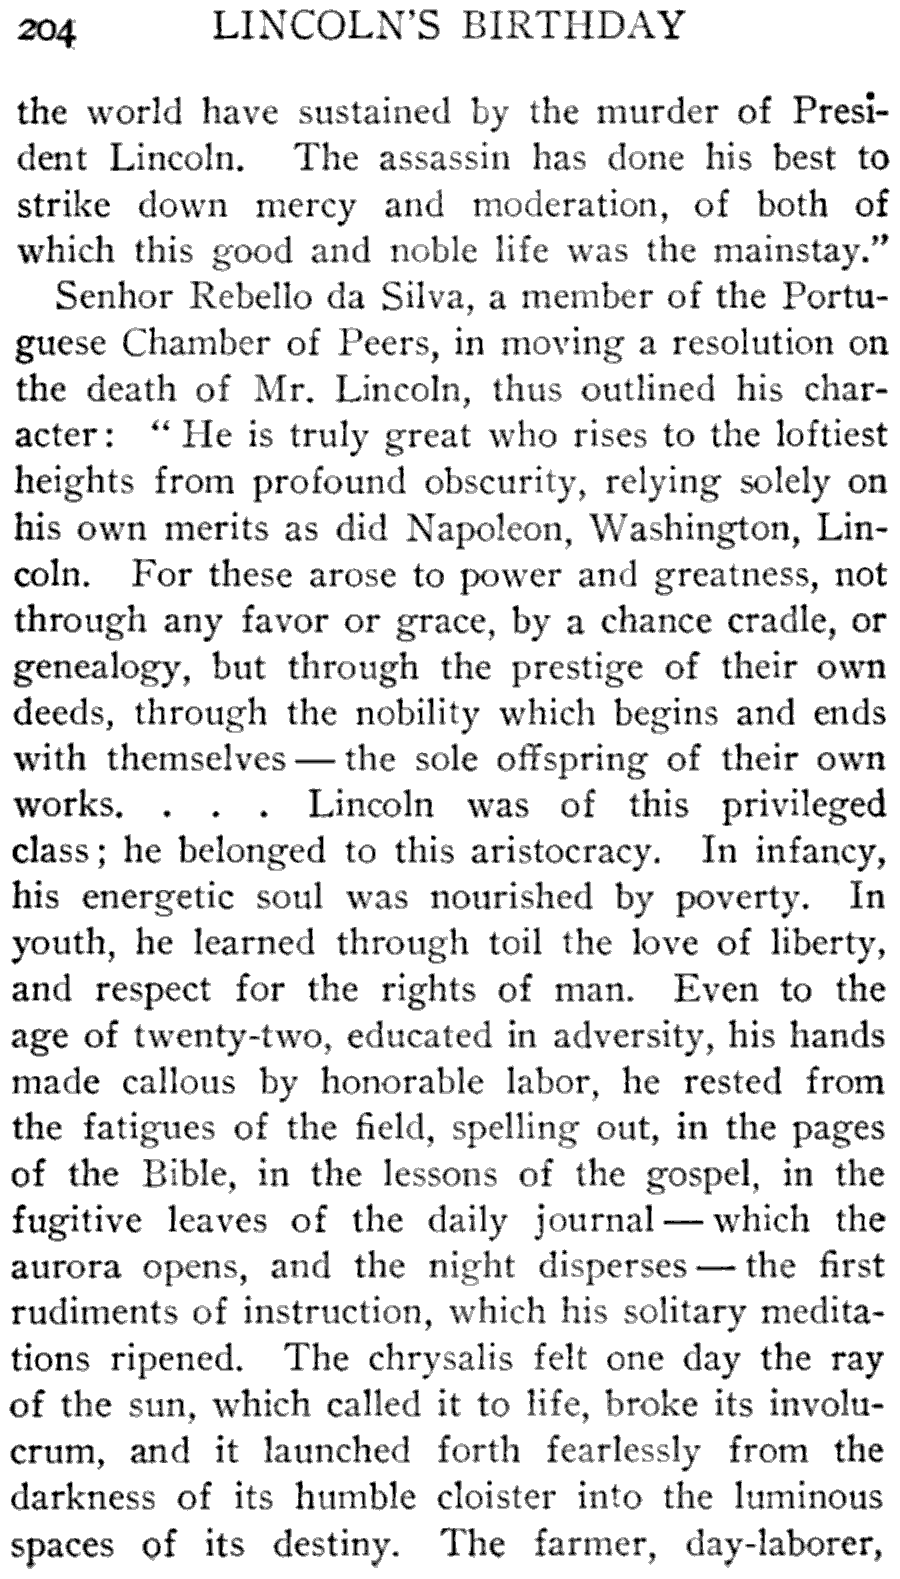 204 LINCOLN'S BIRTHDAY
the world have sustained by the murder of Presi-
dent Lincoln. The assassin has done his best to
strike down mercy and moderation, of both of
which this good and noble life was the mainstay."
Senhor Rebello da Silva, a member of the Portu-
guese Chamber of Peers, in moving a resolution on
the death of Mr. Lincoln, thus outlined his char-
acter: " He is truly great who rises to the loftiest
heights from profound obscurity, relying solely on
his own merits as did Napoleon, Washington, Lin-
coln. For these arose to power and greatness, not
through any favor or grace, by a chance cradle, or
genealogy, but through the prestige of their own
deeds, through the nobility which begins and ends
with themselves — the sole offspring of their own
works. . . . Lincoln was of this privileged
class; he belonged to this aristocracy. In infancy,
his energetic soul was nourished by poverty. In
youth, he learned through toil the love of liberty,
and respect for the rights of man. Even to the
age of twenty-two, educated in adversity, his hands
made callous by honorable labor, he rested from
the fatigues of the field, spelling out, in the pages
of the Bible, in the lessons of the gospel, in the
fugitive leaves of the daily journal — which the
aurora opens, and the night disperses — the first
rudiments of instruction, which his solitary medita-
tions ripened. The chrysalis felt one day the ray
of the sun, which called it to life, broke its involu-
crum, and it launched forth fearlessly from the
darkness of its humble cloister into the luminous
spaces of its destiny. The farmer, day-laborer,